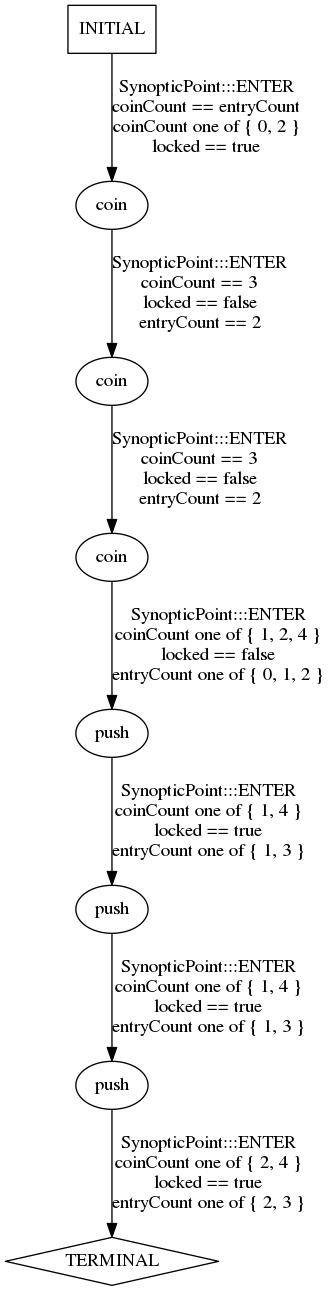 INITIAL
SynopticPoint:::ENTER
coinCount == entryCount
coinCount one of { 0, 2 }
locked == true
coin
SynopticPoint:::ENTER
coinCount == 3
locked == false
entryCount == 2
coin
SynopticPoint:::ENTER
coinCount == 3
locked == false
entryCount == 2
coin
SynopticPoint:::ENTER
coinCount one of { 1, 2, 4 }
locked == false
entryCount one of { 0, 1, 2 }
push
SynopticPoint:::ENTER
coinCount one of { 1, 4 }
locked == true
entryCount one of { 1, 3 }
push
SynopticPoint:::ENTER
coinCount one of { 1, 4 }
locked == true
entryCount one of { 1, 3 }
push
SynopticPoint:::ENTER
coinCount one of { 2, 4 }
locked == true
entryCount one of { 2, 3 }
TERMINAL